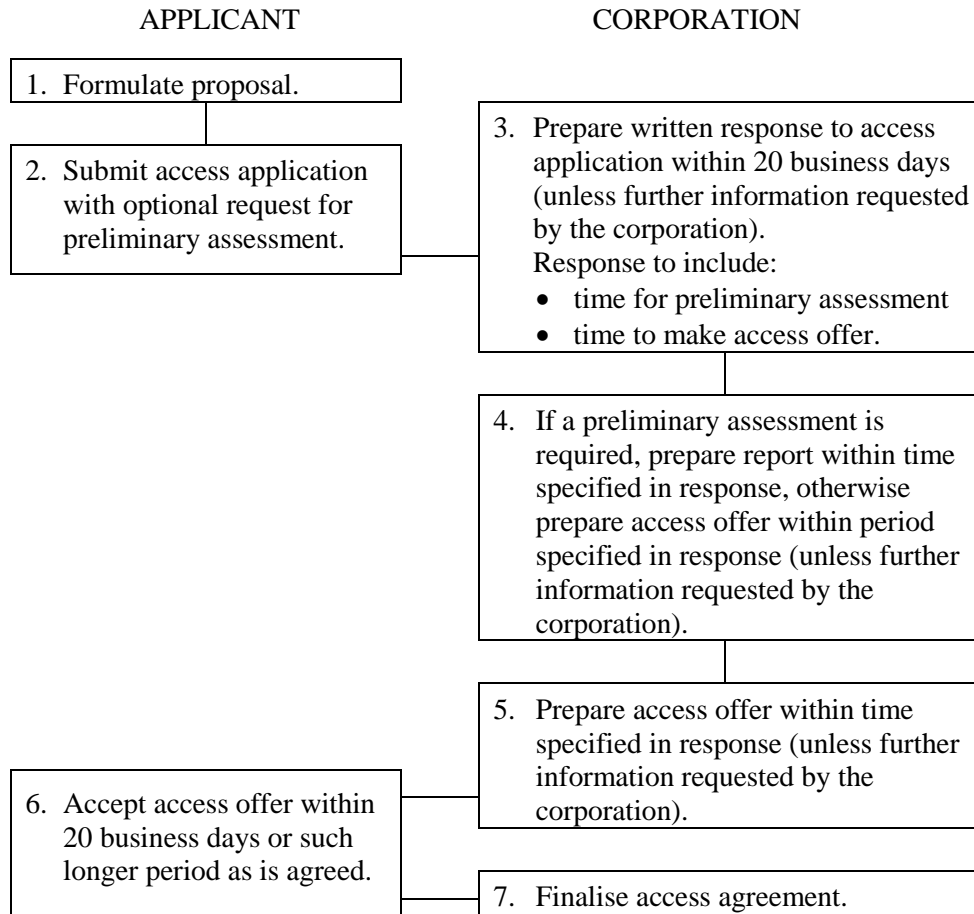 APPLICANT
CORPORATION
1. Formulate proposal.
2. Submit access application
with optional request for
preliminary assessment.
3. Prepare written response to access
application within 20 business days
(unless further information requested
by the corporation).
Response to include:
• time for preliminary assessment
• time to make access offer.
4. If a preliminary assessment is
required, prepare report within time
specified in response, otherwise
prepare access offer within period
specified in response (unless further
information requested by the
corporation).
5. Prepare access offer within time
specified in response (unless further
information requested by the
corporation).
6. Accept access offer within
20 business days or such
longer period as is agreed.
7. Finalise access agreement.